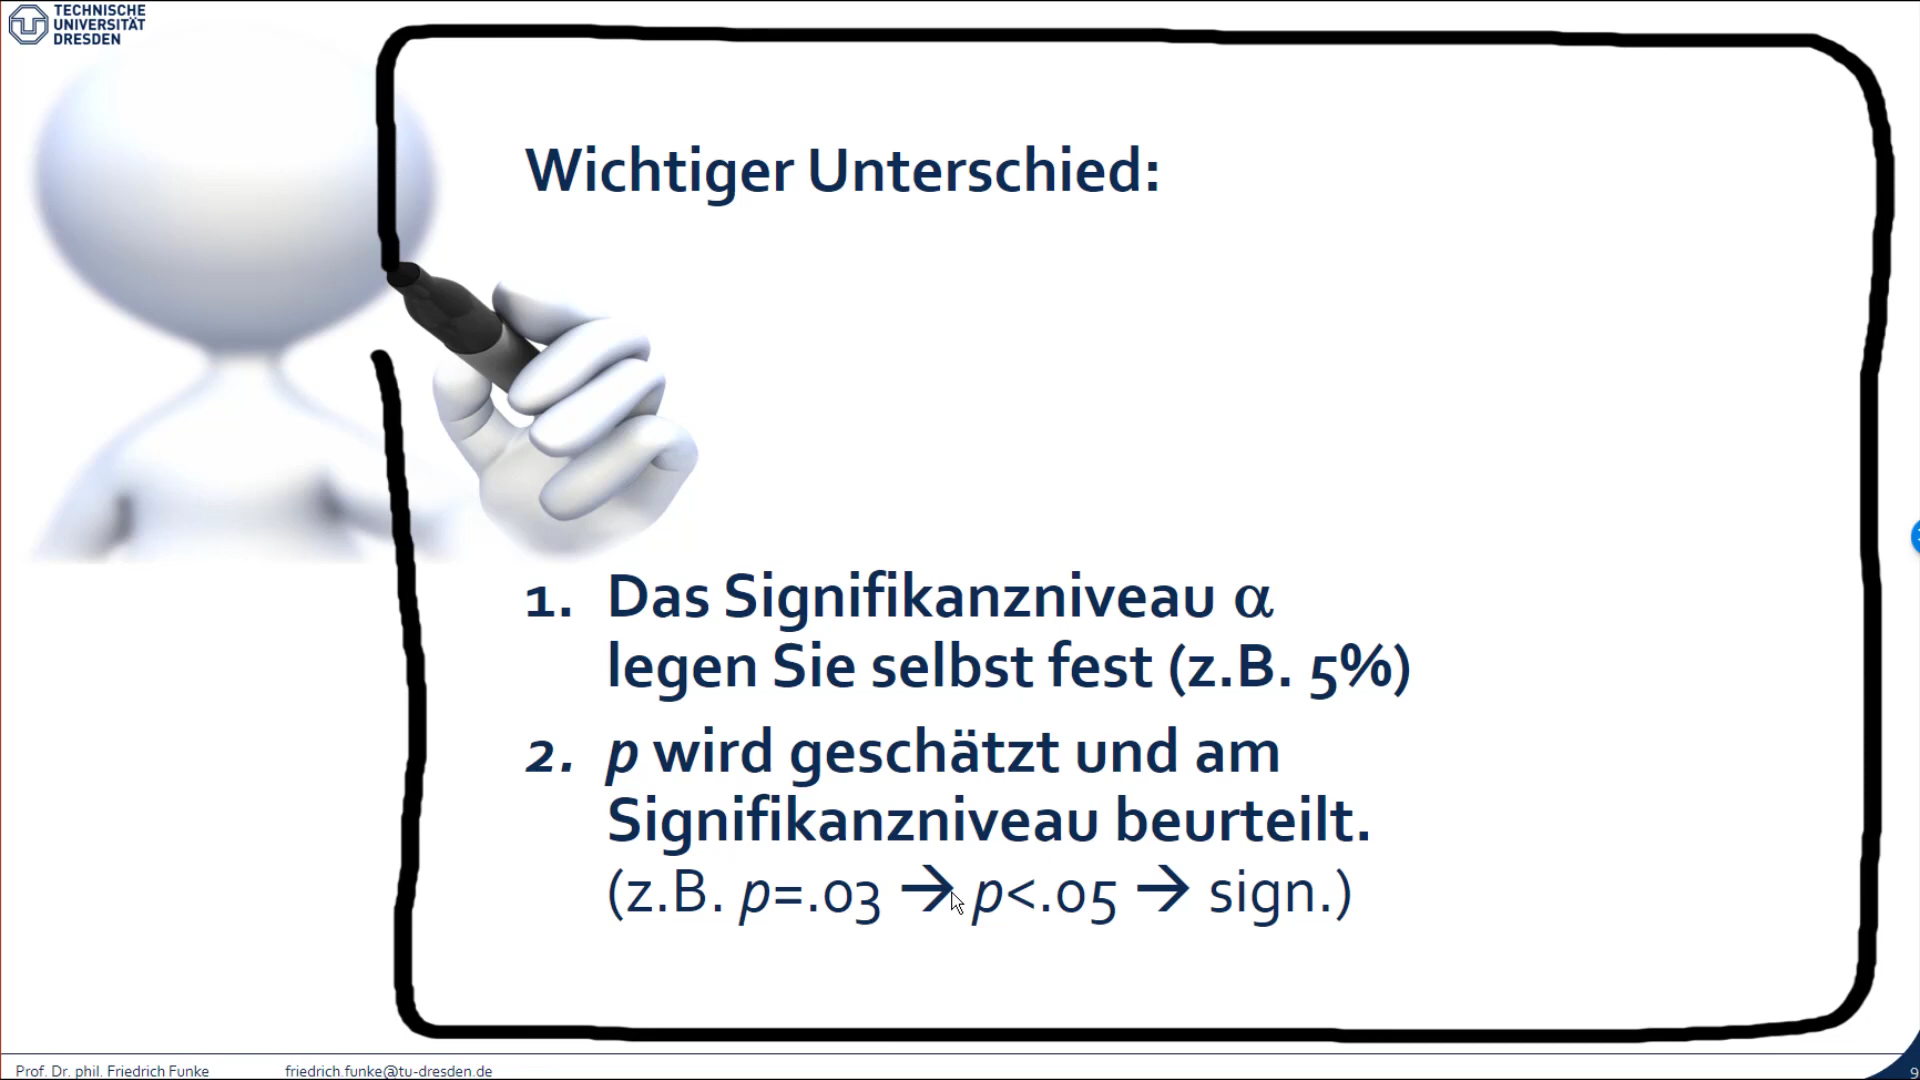 TECHNISCHE
UNIVERSITÄT
DRESDEN
Wichtiger Unterschied:
1. Das Signifikanzniveau α
legen Sie selbst fest (z.B. 5%)
2. p wird geschätzt und am
Signifikanzniveau beurteilt.
(z.B. p=.03 → p<.05 → sign.)
Prof. Dr. phil. Friedrich Funke friedrich.funke@tu-dresden.de 9